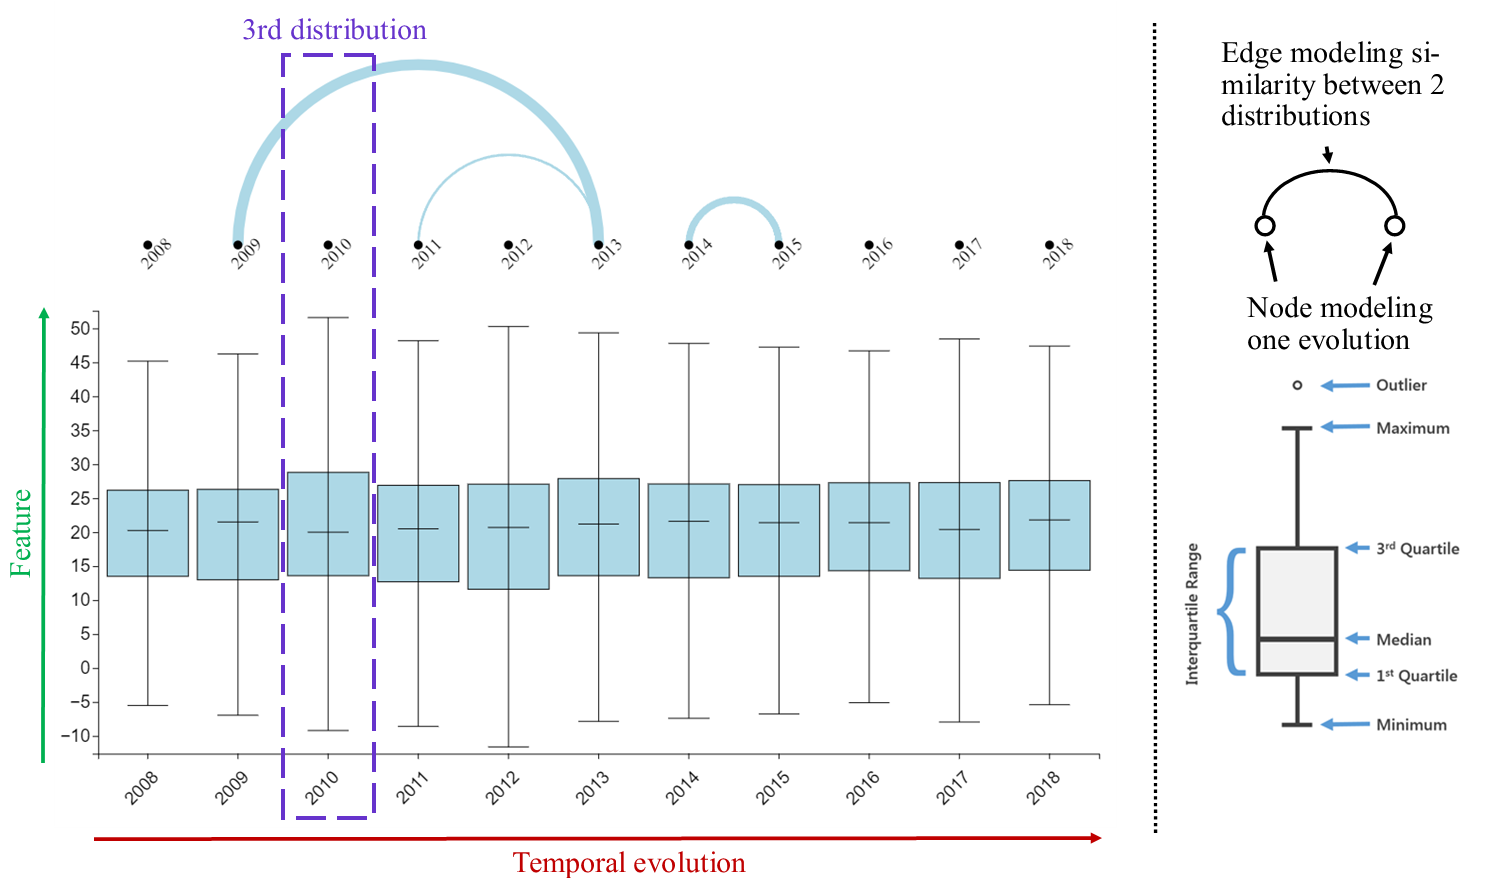 3rd distribution
2008
2009
2010
2011
2012
2013
2014
2015
2016
2017
2018
Feature
50
45
40
35
30
25
20
15
10
5
0
−5
−10
2008
2009
2010
2011
2012
2013
2014
2015
2016
2017
2018
Temporal evolution
Edge modeling si-
milarity between 2
distributions
Node modeling
one evolution
Outlier
Maximum
Interquartile Range
3rd Quartile
Median
1st Quartile
Minimum